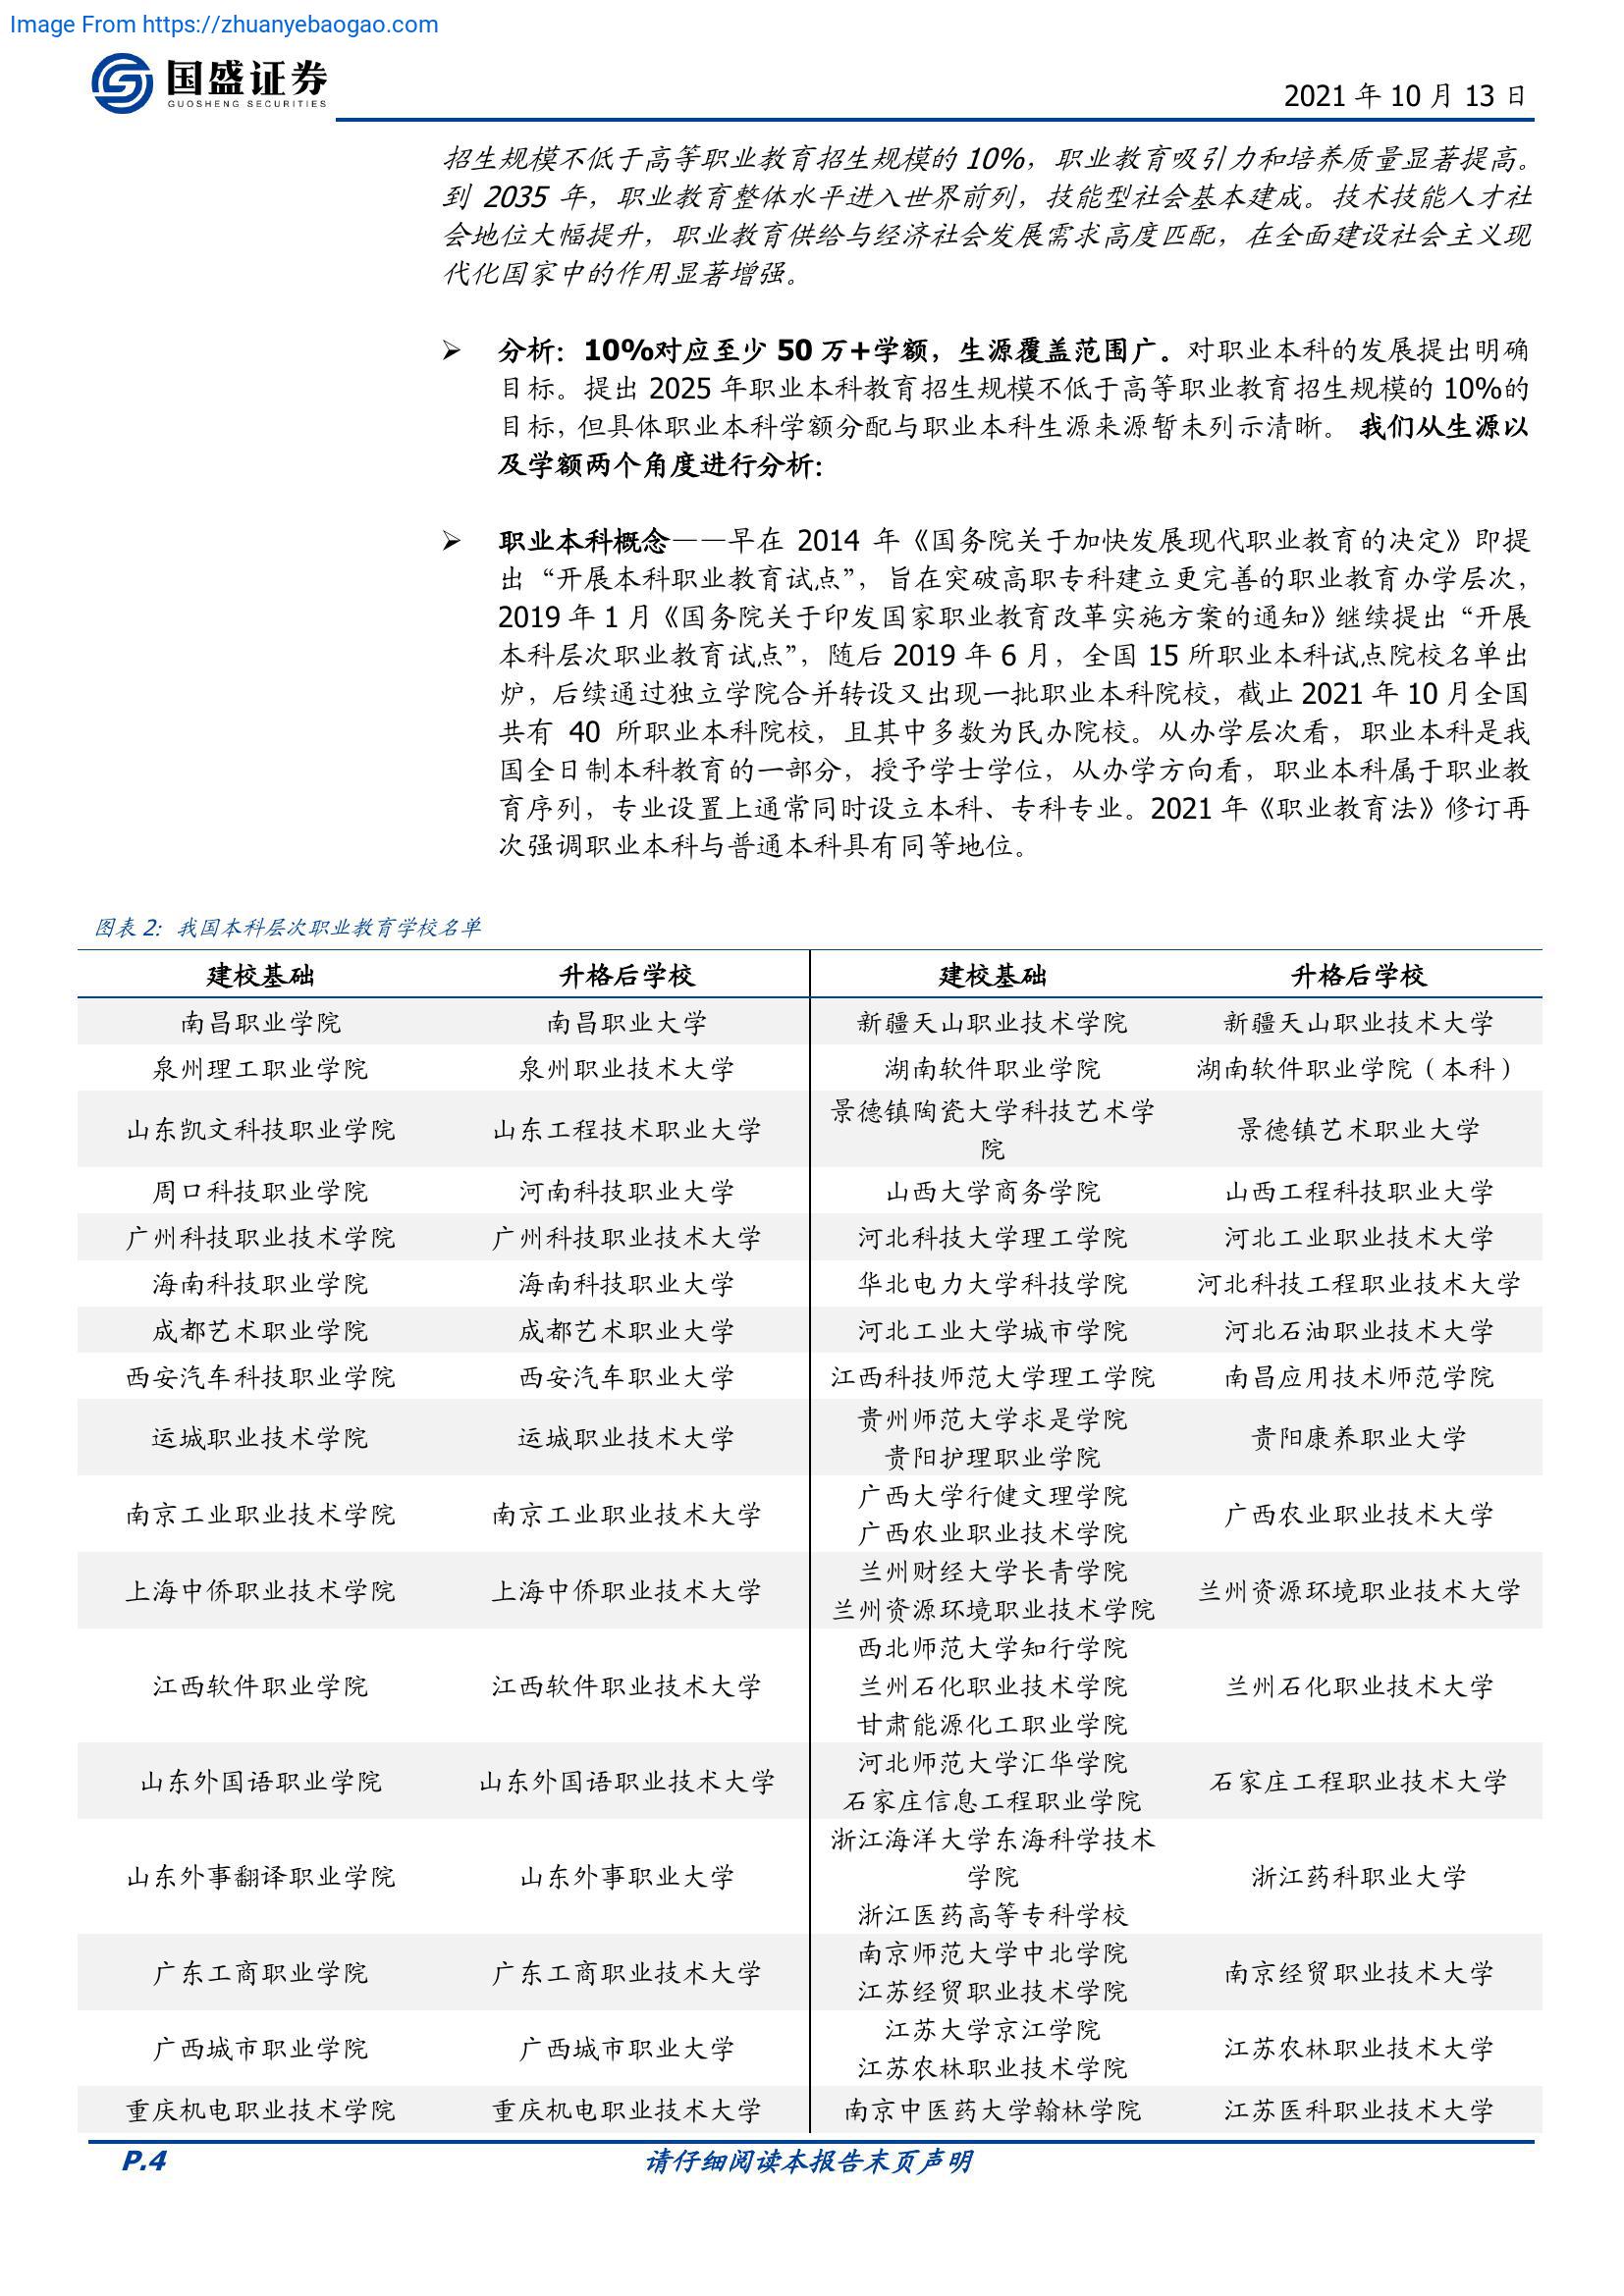 Image From https://zhuanyebaogao.com
国盛证券
GUOSHENG SECURITIES
2021 年 10 月 13 日
招生规模不低于高等职业教育招生规模的 10%，职业教育吸引力和培养质量显著提高。
到 2035 年，职业教育整体水平进入世界前列，技能型社会基本建成。技术技能人才社
会地位大幅提升，职业教育供给与经济社会发展需求高度匹配，在全面建设社会主义现
代化国家中的作用显著增强。
➢ 分析：10%对应至少 50 万+学额，生源覆盖范围广。对职业本科的发展提出明确
目标。提出 2025 年职业本科教育招生规模不低于高等职业教育招生规模的 10%的
目标，但具体职业本科学额分配与职业本科生源来源暂未列示清晰。 我们从生源以
及学额两个角度进行分析：
➢ 职业本科概念——早在 2014 年《国务院关于加快发展现代职业教育的决定》即提
出“开展本科职业教育试点”，旨在突破高职专科建立更完善的职业教育办学层次，
2019 年 1 月《国务院关于印发国家职业教育改革实施方案的通知》继续提出“开展
本科层次职业教育试点”，随后 2019 年 6 月，全国 15 所职业本科试点院校名单出
炉，后续通过独立学院合并转设又出现一批职业本科院校，截止 2021 年 10 月全国
共有 40 所职业本科院校，且其中多数为民办院校。从办学层次看，职业本科是我
国全日制本科教育的一部分，授予学士学位，从办学方向看，职业本科属于职业教
育序列，专业设置上通常同时设立本科、专科专业。2021 年《职业教育法》修订再
次强调职业本科与普通本科具有同等地位。
图表 2：我国本科层次职业教育学校名单
建校基础 升格后学校 建校基础 升格后学校
南昌职业学院 南昌职业大学 新疆天山职业技术学院 新疆天山职业技术大学
泉州理工职业学院 泉州职业技术大学 湖南软件职业学院 湖南软件职业学院（本科）
山东凯文科技职业学院 山东工程技术职业大学 景德镇陶瓷大学科技艺术学
院 景德镇艺术职业大学
周口科技职业学院 河南科技职业大学 山西大学商务学院 山西工程科技职业大学
广州科技职业技术学院 广州科技职业技术大学 河北科技大学理工学院 河北工业职业技术大学
海南科技职业学院 海南科技职业大学 华北电力大学科技学院 河北科技工程职业技术大学
成都艺术职业学院 成都艺术职业大学 河北工业大学城市学院 河北石油职业技术大学
西安汽车科技职业学院 西安汽车职业大学 江西科技师范大学理工学院 南昌应用技术师范学院
运城职业技术学院 运城职业技术大学 贵州师范大学求是学院
贵阳护理职业学院 贵阳康养职业大学
南京工业职业技术学院 南京工业职业技术大学 广西大学行健文理学院
广西农业职业技术学院 广西农业职业技术大学
上海中侨职业技术学院 上海中侨职业技术大学 兰州财经大学长青学院
兰州资源环境职业技术学院 兰州资源环境职业技术大学
江西软件职业学院 江西软件职业技术大学 西北师范大学知行学院
兰州石化职业技术学院 兰州石化职业技术大学
甘肃能源化工职业学院
山东外国语职业学院 山东外国语职业技术大学 河北师范大学汇华学院
石家庄信息工程职业学院 石家庄工程职业技术大学
山东外事翻译职业学院 山东外事职业大学 浙江海洋大学东海科学技术
学院 浙江药科职业大学
浙江医药高等专科学校
广东工商职业学院 广东工商职业技术大学 南京师范大学中北学院
江苏经贸职业技术学院 南京经贸职业技术大学
广西城市职业学院 广西城市职业大学 江苏大学京江学院
江苏农林职业技术学院 江苏农林职业技术大学
重庆机电职业技术学院 重庆机电职业技术大学 南京中医药大学翰林学院 江苏医科职业技术大学
P.4 请仔细阅读本报告末页声明